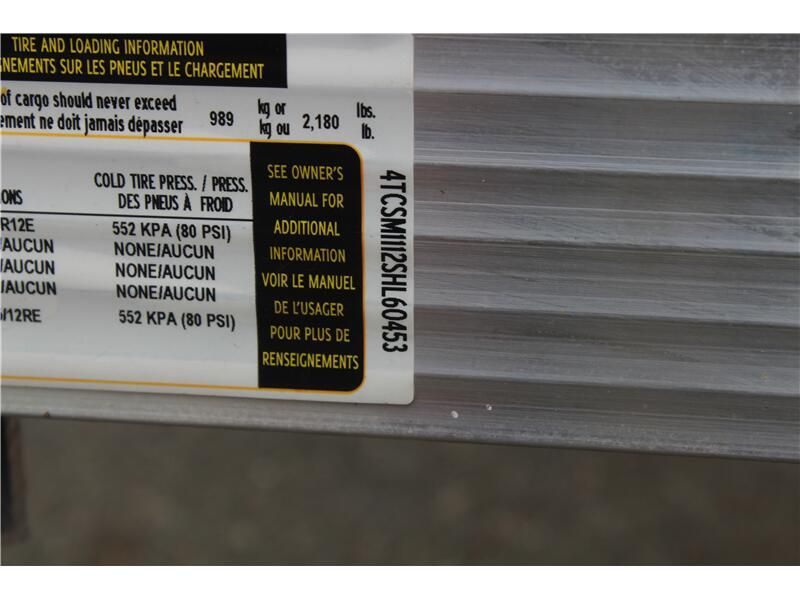 TIRE AND LOADING INFORMATION
GNEMENTS SUR LES PNEUS ET LE CHARGEMENT
of cargo should never exceed 989 kg or 2,180 lbs.
ement ne doit jamais dépasser kg ou lb.
ONS COLD TIRE PRESS. / PRESS.
DES PNEUS À FROID
R12E 552 KPA (80 PSI)
/AUCUN NONE/AUCUN
/AUCUN NONE/AUCUN
/AUCUN NONE/AUCUN
/12RE 552 KPA (80 PSI)
SEE OWNER'S
MANUAL FOR
ADDITIONAL
INFORMATION
VOIR LE MANUEL
DE L'USAGER
POUR PLUS DE
RENSEIGNEMENTS
4TCSM1112SHL60453